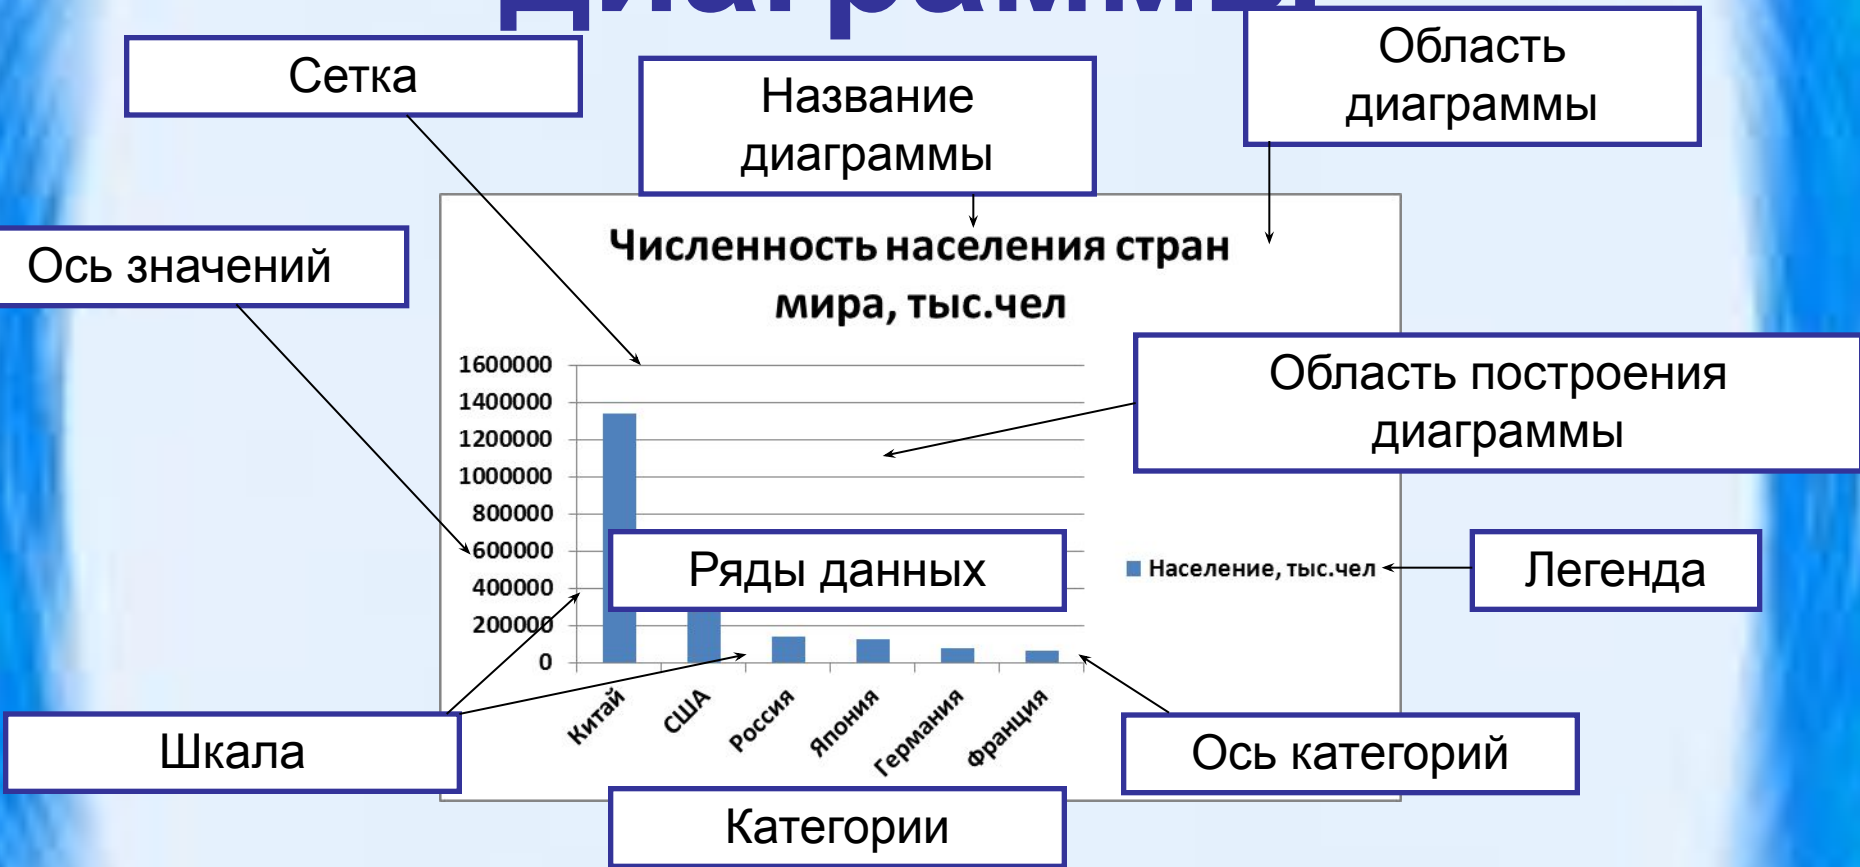 диаграммы
Сетка
Название
диаграммы
Область
диаграммы
Ось значений
Численность населения стран
мира, тыс.чел
Область построения
диаграммы
1600000
1400000
1200000
1000000
800000
600000
400000
200000
0
Ряды данных
Население, тыс.чел
Легенда
Китай
США
Россия
Япония
Германия
Франция
Шкала
Ось категорий
Категории